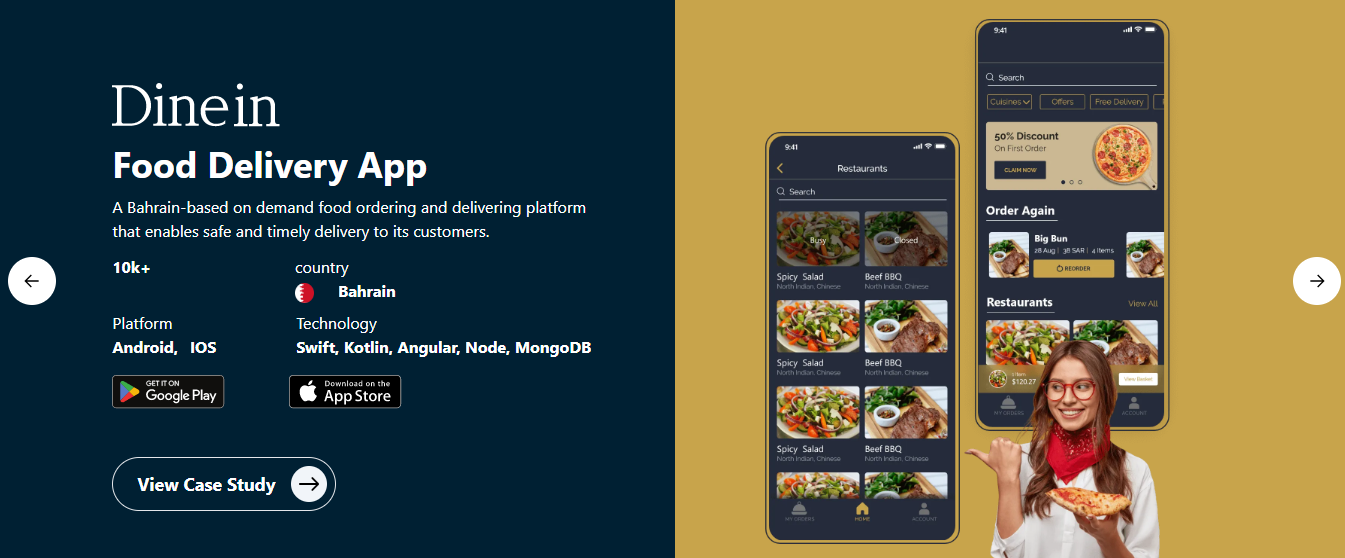 Dinein
Food Delivery App
A Bahrain-based on demand food ordering and delivering platform
that enables safe and timely delivery to its customers.
10k+
country
Bahrain
Platform
Technology
Android, IOS
Swift, Kotlin, Angular, Node, MongoDB
GET IT ON
Google Play
Download on the
App Store
View Case Study
9:41
Restaurants
Search
Busy
Closed
Spicy Salad
North Indian, Chinese
Beef BBQ
North Indian, Chinese
Spicy Salad
North Indian, Chinese
Beef BBQ
North Indian, Chinese
Spicy Salad
North Indian, Chinese
Beef BBQ
North Indian, Chinese
MY ORDERS
HOME
ACCOUNT
9:41
Search
Cuisines
Offers
Free Delivery
50% Discount
On First Order
CLAIM NOW
Order Again
Big Bun
28 Aug | 38 SAR | 4 Items
REORDER
Restaurants
View All
1 Item
$120.27
View Basket
MY ORDERS
ACCOUNT